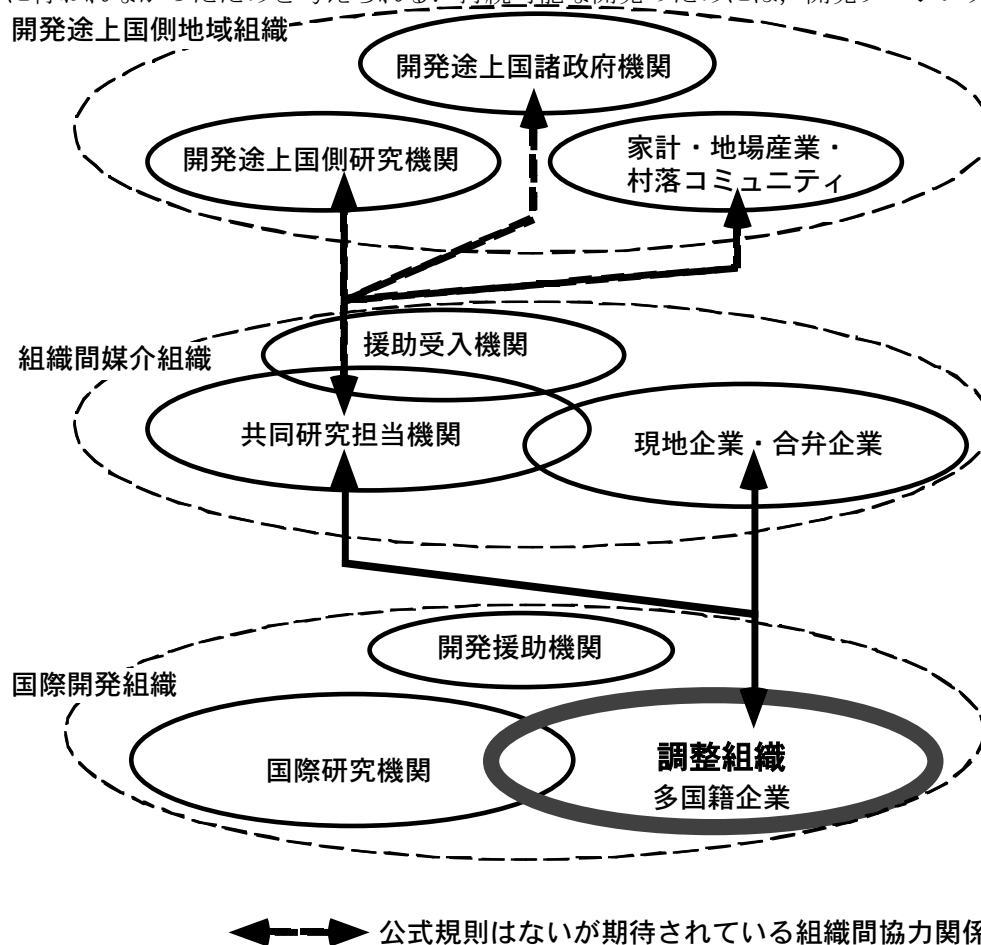 開発途上国側地域組織
開発途上国諸政府機関
開発途上国側研究機関
家計・地場産業・
村落コミュニティ
組織間媒介組織
援助受入機関
共同研究担当機関
現地企業・合弁企業
国際開発組織
開発援助機関
国際研究機関
調整組織
多国籍企業
公式規則はないが期待されている組織間協力関係